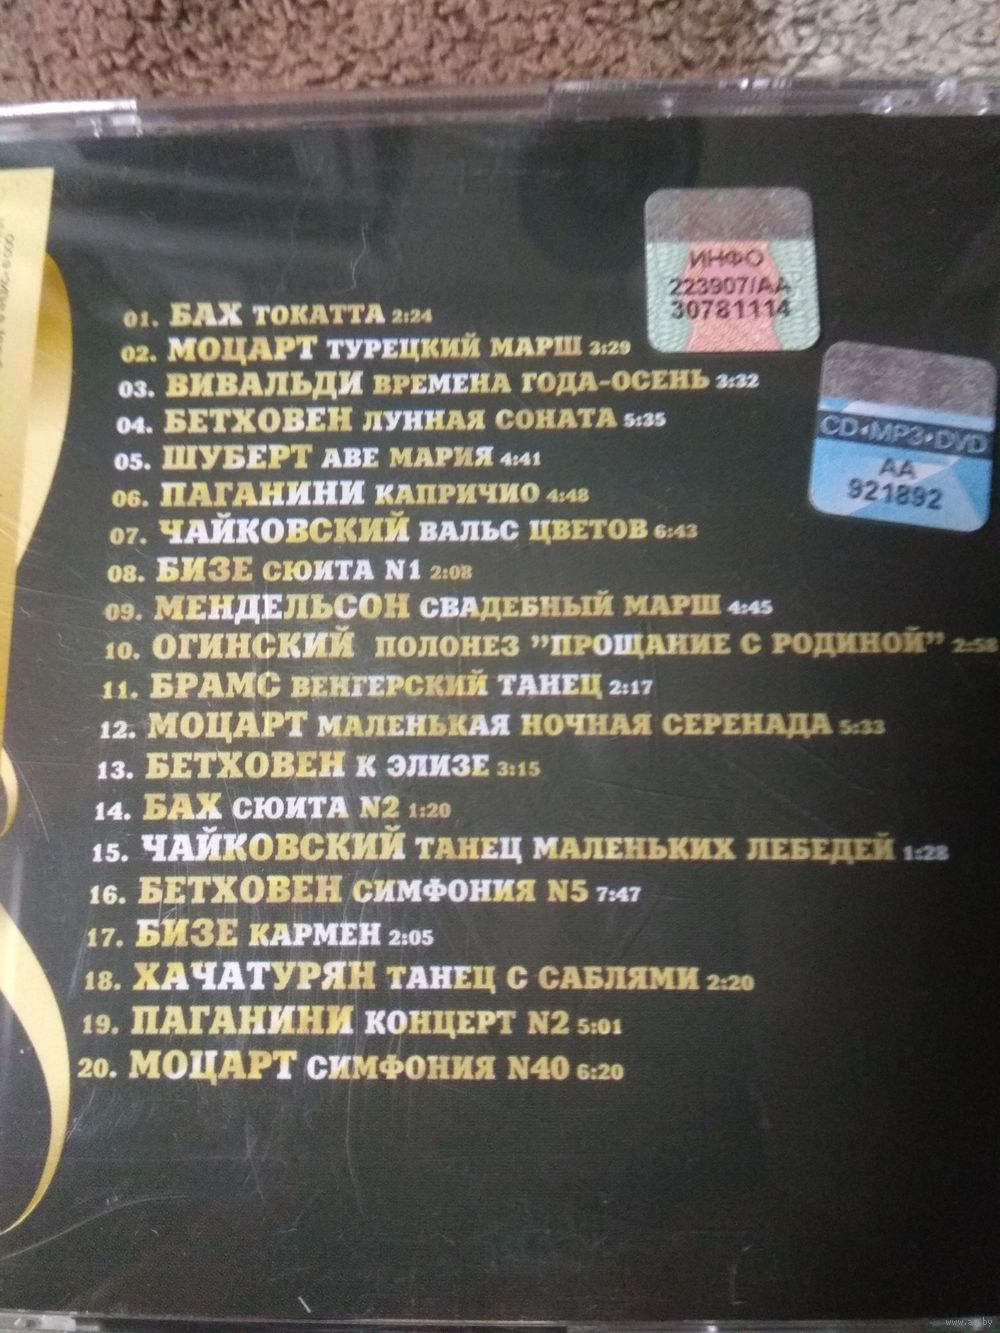 ИНФО
223907/АА
30781114
CD•MP3•DVD
АА
921892
01. БАХ ТОКАТТА 2:24
02. МОЦАРТ ТУРЕЦКИЙ МАРШ 3:29
03. ВИВАЛЬДИ ВРЕМЕНА ГОДА-ОСЕНЬ 3:32
04. БЕТХОВЕН ЛУННАЯ СОНАТА 5:35
05. ШУБЕРТ АВЕ МАРИЯ 4:41
06. ПАГАНИНИ КАПРИЧИО 4:48
07. ЧАЙКОВСКИЙ ВАЛЬС ЦВЕТОВ 6:43
08. БИЗЕ СЮИТА N1 2:08
09. МЕНДЕЛЬСОН СВАДЕБНЫЙ МАРШ 4:45
10. ОГИНСКИЙ ПОЛОНЕЗ ”ПРОЩАНИЕ С РОДИНОЙ” 2:58
11. БРАМС ВЕНГЕРСКИЙ ТАНЕЦ 2:17
12. МОЦАРТ МАЛЕНЬКАЯ НОЧНАЯ СЕРЕНАДА 5:33
13. БЕТХОВЕН К ЭЛИЗЕ 3:15
14. БАХ СЮИТА N2 1:20
15. ЧАЙКОВСКИЙ ТАНЕЦ МАЛЕНЬКИХ ЛЕБЕДЕЙ 1:28
16. БЕТХОВЕН СИМФОНИЯ N5 7:47
17. БИЗЕ КАРМЕН 2:05
18. ХАЧАТУРЯН ТАНЕЦ С САБЛЯМИ 2:20
19. ПАГАНИНИ КОНЦЕРТ N2 5:01
20. МОЦАРТ СИМФОНИЯ N40 6:20
www.ay.by